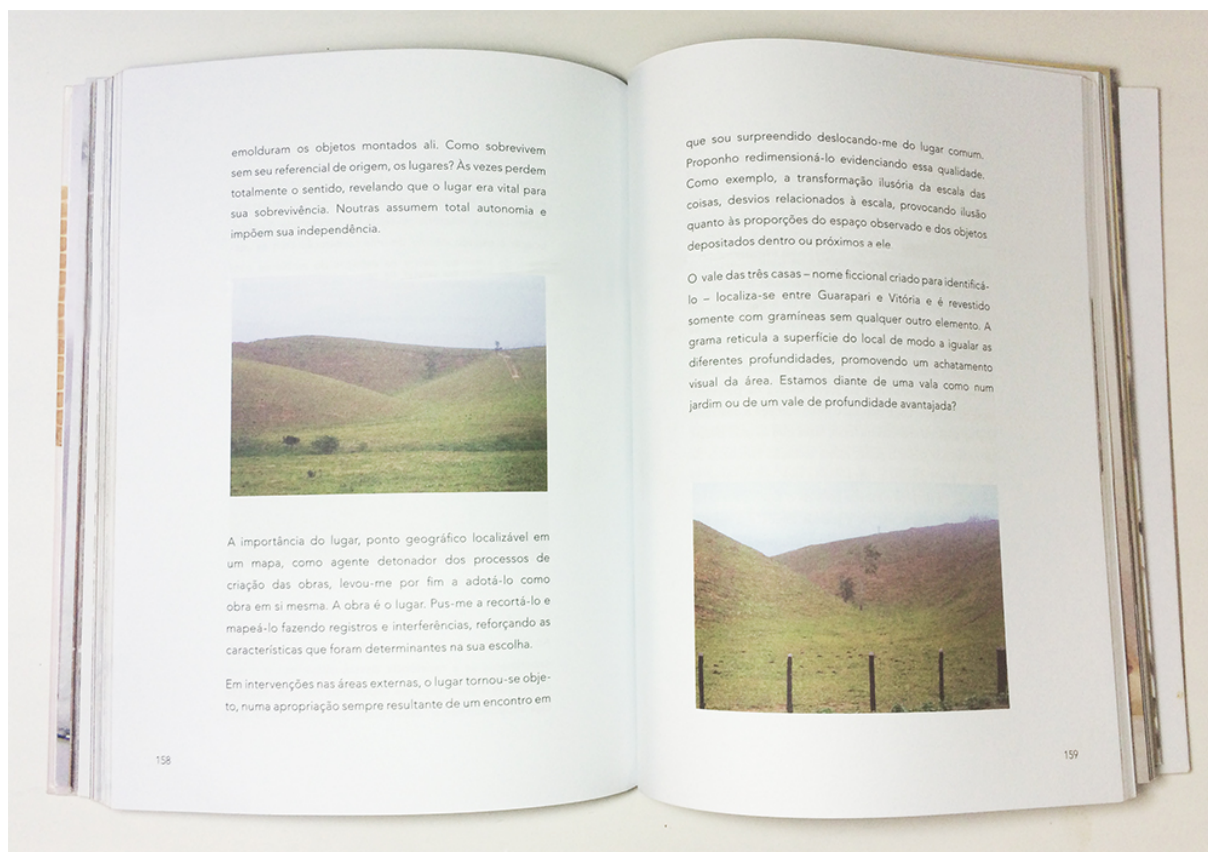 emolduram os objetos montados ali. Como sobrevivem
sem seu referencial de origem, os lugares? Às vezes perdem
totalmente o sentido, revelando que o lugar era vital para
sua sobrevivência. Noutras assumem total autonomia e
impõem sua independência.
A importância do lugar, ponto geográfico localizável em
um mapa, como agente detonador dos processos de
criação das obras, levou-me por fim a adotá-lo como
obra em si mesma. A obra é o lugar. Pus-me a recortá-lo e
mapeá-lo fazendo registros e interferências, reforçando as
características que foram determinantes na sua escolha.
Em intervenções nas áreas externas, o lugar tornou-se obje-
to, numa apropriação sempre resultante de um encontro em
158
que sou surpreendido deslocando-me do lugar comum.
Proponho redimensioná-lo evidenciando essa qualidade.
Como exemplo, a transformação ilusória da escala das
coisas, desvios relacionados à escala, provocando ilusão
quanto às proporções do espaço observado e dos objetos
depositados dentro ou próximos a ele.
O vale das três casas – nome ficcional criado para identificá-
lo – localiza-se entre Guarapari e Vitória e é revestido
somente com gramíneas sem qualquer outro elemento. A
grama reticula a superfície do local de modo a igualar as
diferentes profundidades, promovendo um achatamento
visual da área. Estamos diante de uma vala como num
jardim ou de um vale de profundidade avantajada?
159